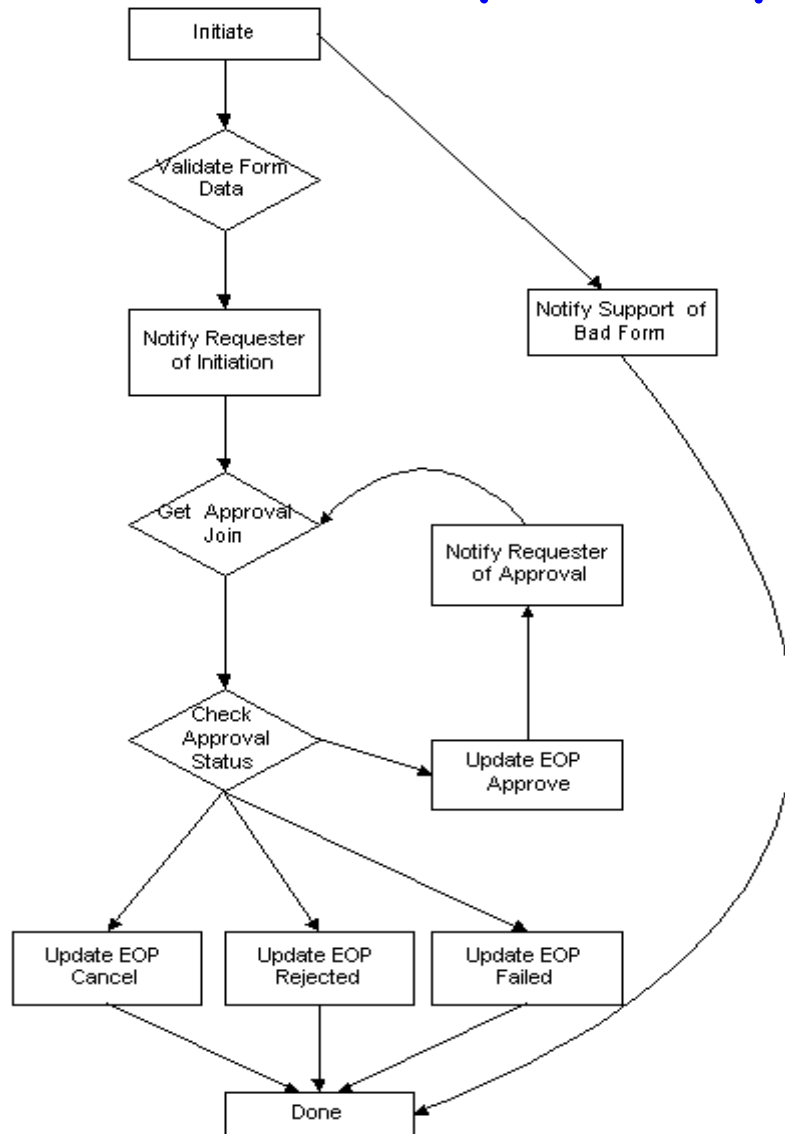 Initiate
Validate Form
Data
Notify Requester
of Initiation
Notify Support of
Bad Form
Get Approval
Join
Notify Requester
of Approval
Check
Approval
Status
Update EOP
Approve
Update EOP
Cancel
Update EOP
Rejected
Update EOP
Failed
Done